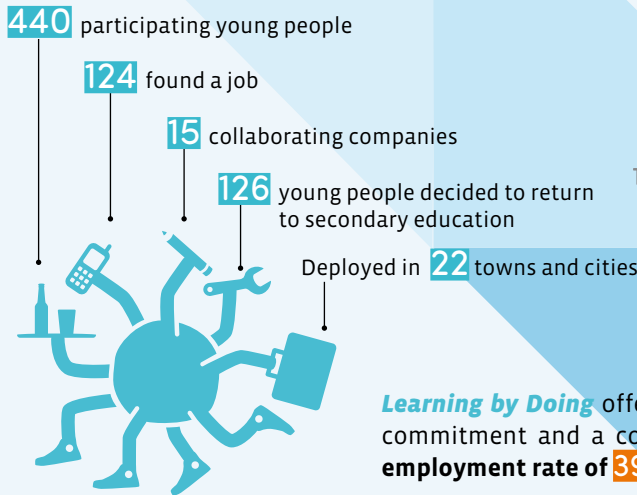 440 participating young people
124 found a job
15 collaborating companies
126 young people decided to return
to secondary education
Deployed in 22 towns and cities
Learning by Doing
commitment and a
employment rate of 39